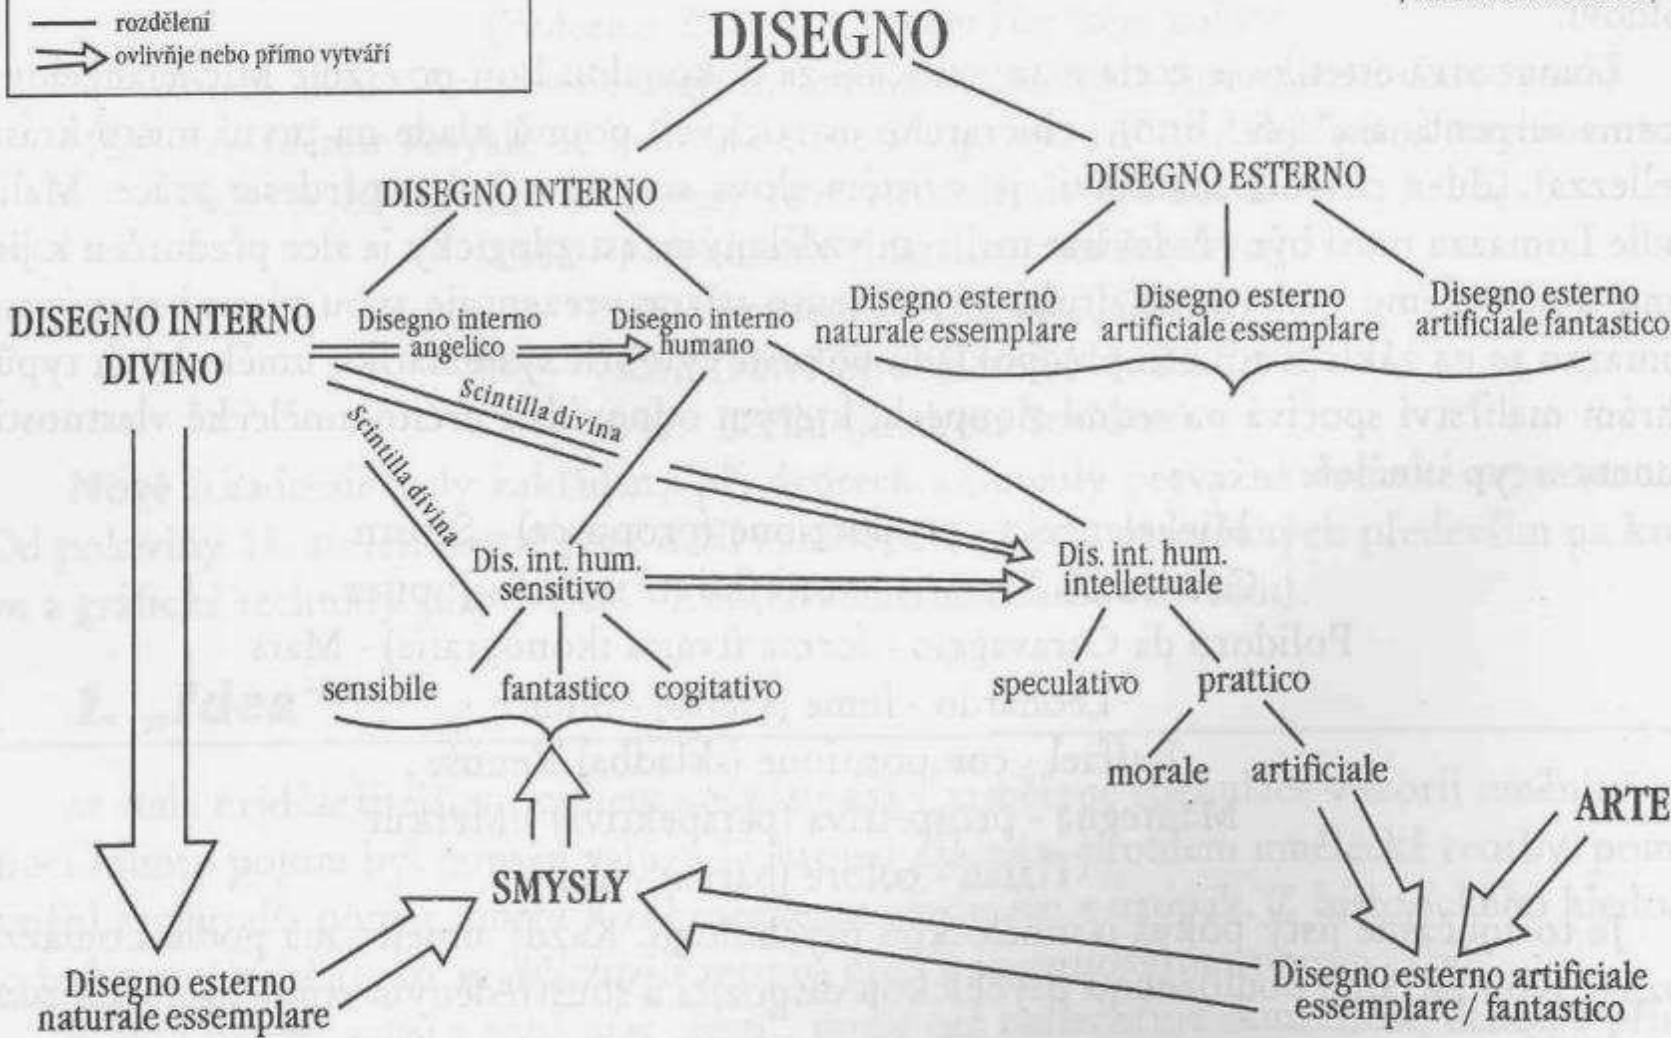 rozdělení
ovlivňje nebo přímo vytváří
DISEGNO
DISEGNO INTERNO
DISEGNO ESTERNO
DISEGNO INTERNO
DIVINO
Disegno interno
angelico
Disegno interno
humano
Disegno esterno
naturale essemplare
Disegno esterno
artificiale essemplare
Disegno esterno
artificiale fantastico
Scintilla divina
Scintilla divina
Dis. int. hum.
sensitivo
Dis. int. hum.
intellettuale
sensibile
fantastico
cogitativo
speculativo
prattico
morale
artificiale
ARTE
SMYSLY
Disegno esterno
naturale essemplare
Disegno esterno artificiale
essemplare / fantastico